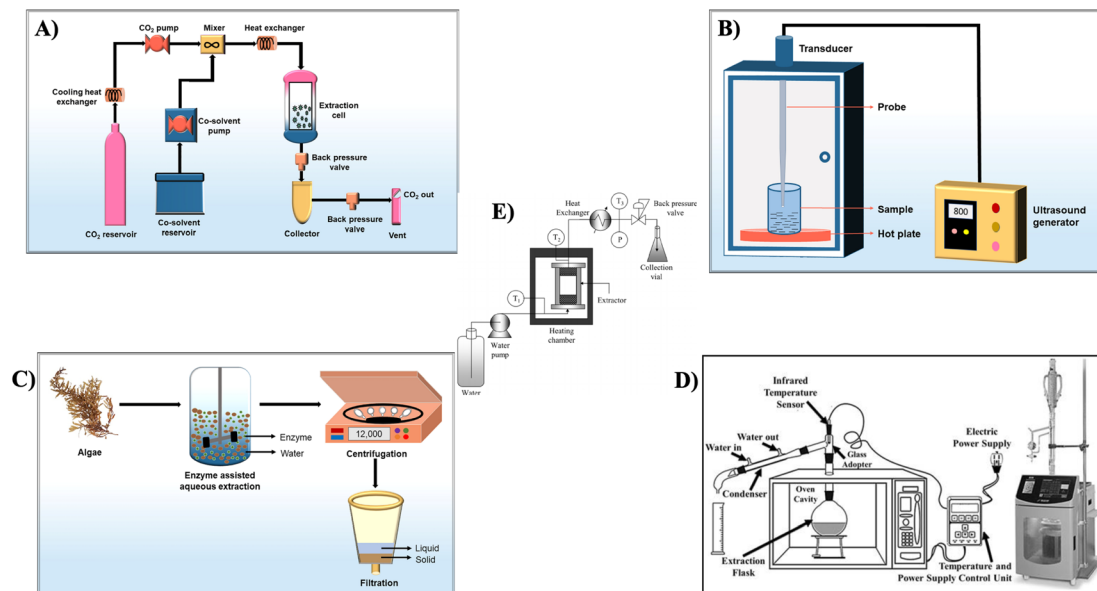 A)
CO₂ pump
Mixer
Heat exchanger
Cooling heat
exchanger
Co-solvent
pump
Extraction
cell
Back pressure
valve
CO₂ out
CO₂ reservoir
Co-solvent
reservoir
Collector
Back pressure
valve
Vent
B)
Transducer
Probe
Sample
Hot plate
800
Ultrasound
generator
E)
Heat
Exchanger
T₃
Back pressure
valve
T₂
P
Collection
vial
T₁
Extractor
Water
pump
Heating
chamber
Water
C)
Algae
Enzyme
Water
Enzyme assisted
aqueous extraction
12,000
Centrifugation
Liquid
Solid
Filtration
D)
Infrared
Temperature
Sensor
Water out
Water in
Glass
Adopter
Condenser
Oven
Cavity
Electric
Power Supply
Extraction
Flask
Temperature and
Power Supply Control Unit